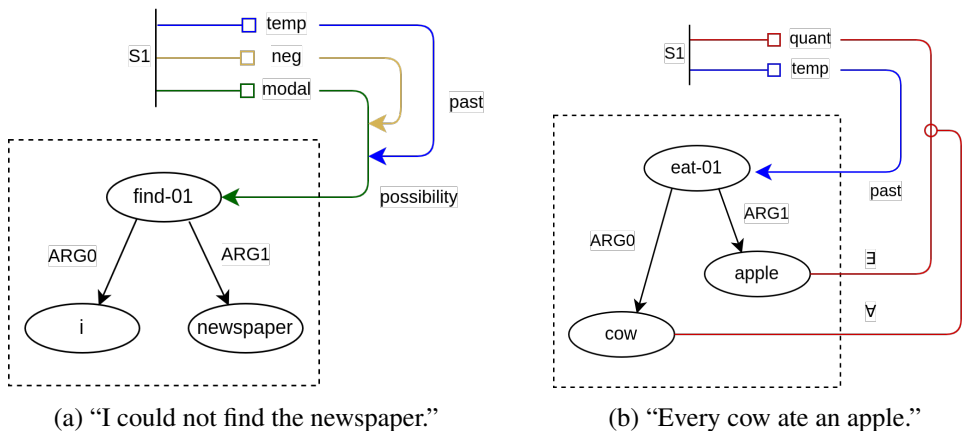 temp
neg
S1
modal
past
possibility
find-01
ARG0
ARG1
i
newspaper
(a) “I could not find the newspaper.”
quant
S1
temp
eat-01
past
ARG1
ARG0
∃
apple
∀
cow
(b) “Every cow ate an apple.”